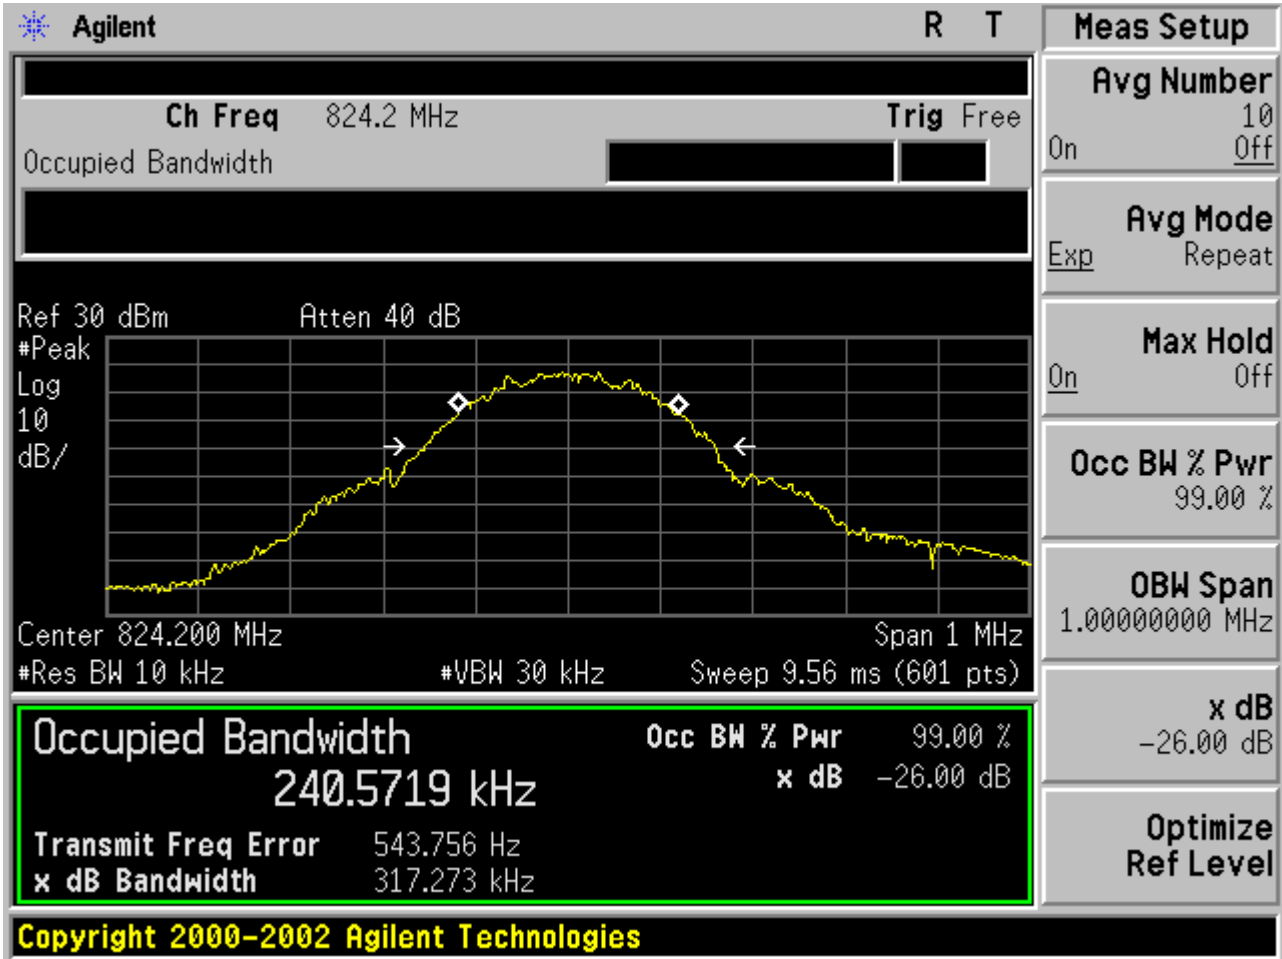 Agilent R T
Ch Freq 824.2 MHz Trig Free
Occupied Bandwidth
Ref 30 dBm Atten 40 dB
#Peak
Log
10
dB/
Center 824.200 MHz Span 1 MHz
#Res BW 10 kHz #VBW 30 kHz Sweep 9.56 ms (601 pts)
Occupied Bandwidth
240.5719 kHz
Occ BW % Pwr 99.00 %
x dB -26.00 dB
Transmit Freq Error 543.756 Hz
x dB Bandwidth 317.273 kHz
Copyright 2000-2002 Agilent Technologies
Meas Setup
Avg Number
10
On Off
Avg Mode
Exp Repeat
Max Hold
On Off
Occ BW % Pwr
99.00 %
OBW Span
1.00000000 MHz
x dB
-26.00 dB
Optimize
Ref Level